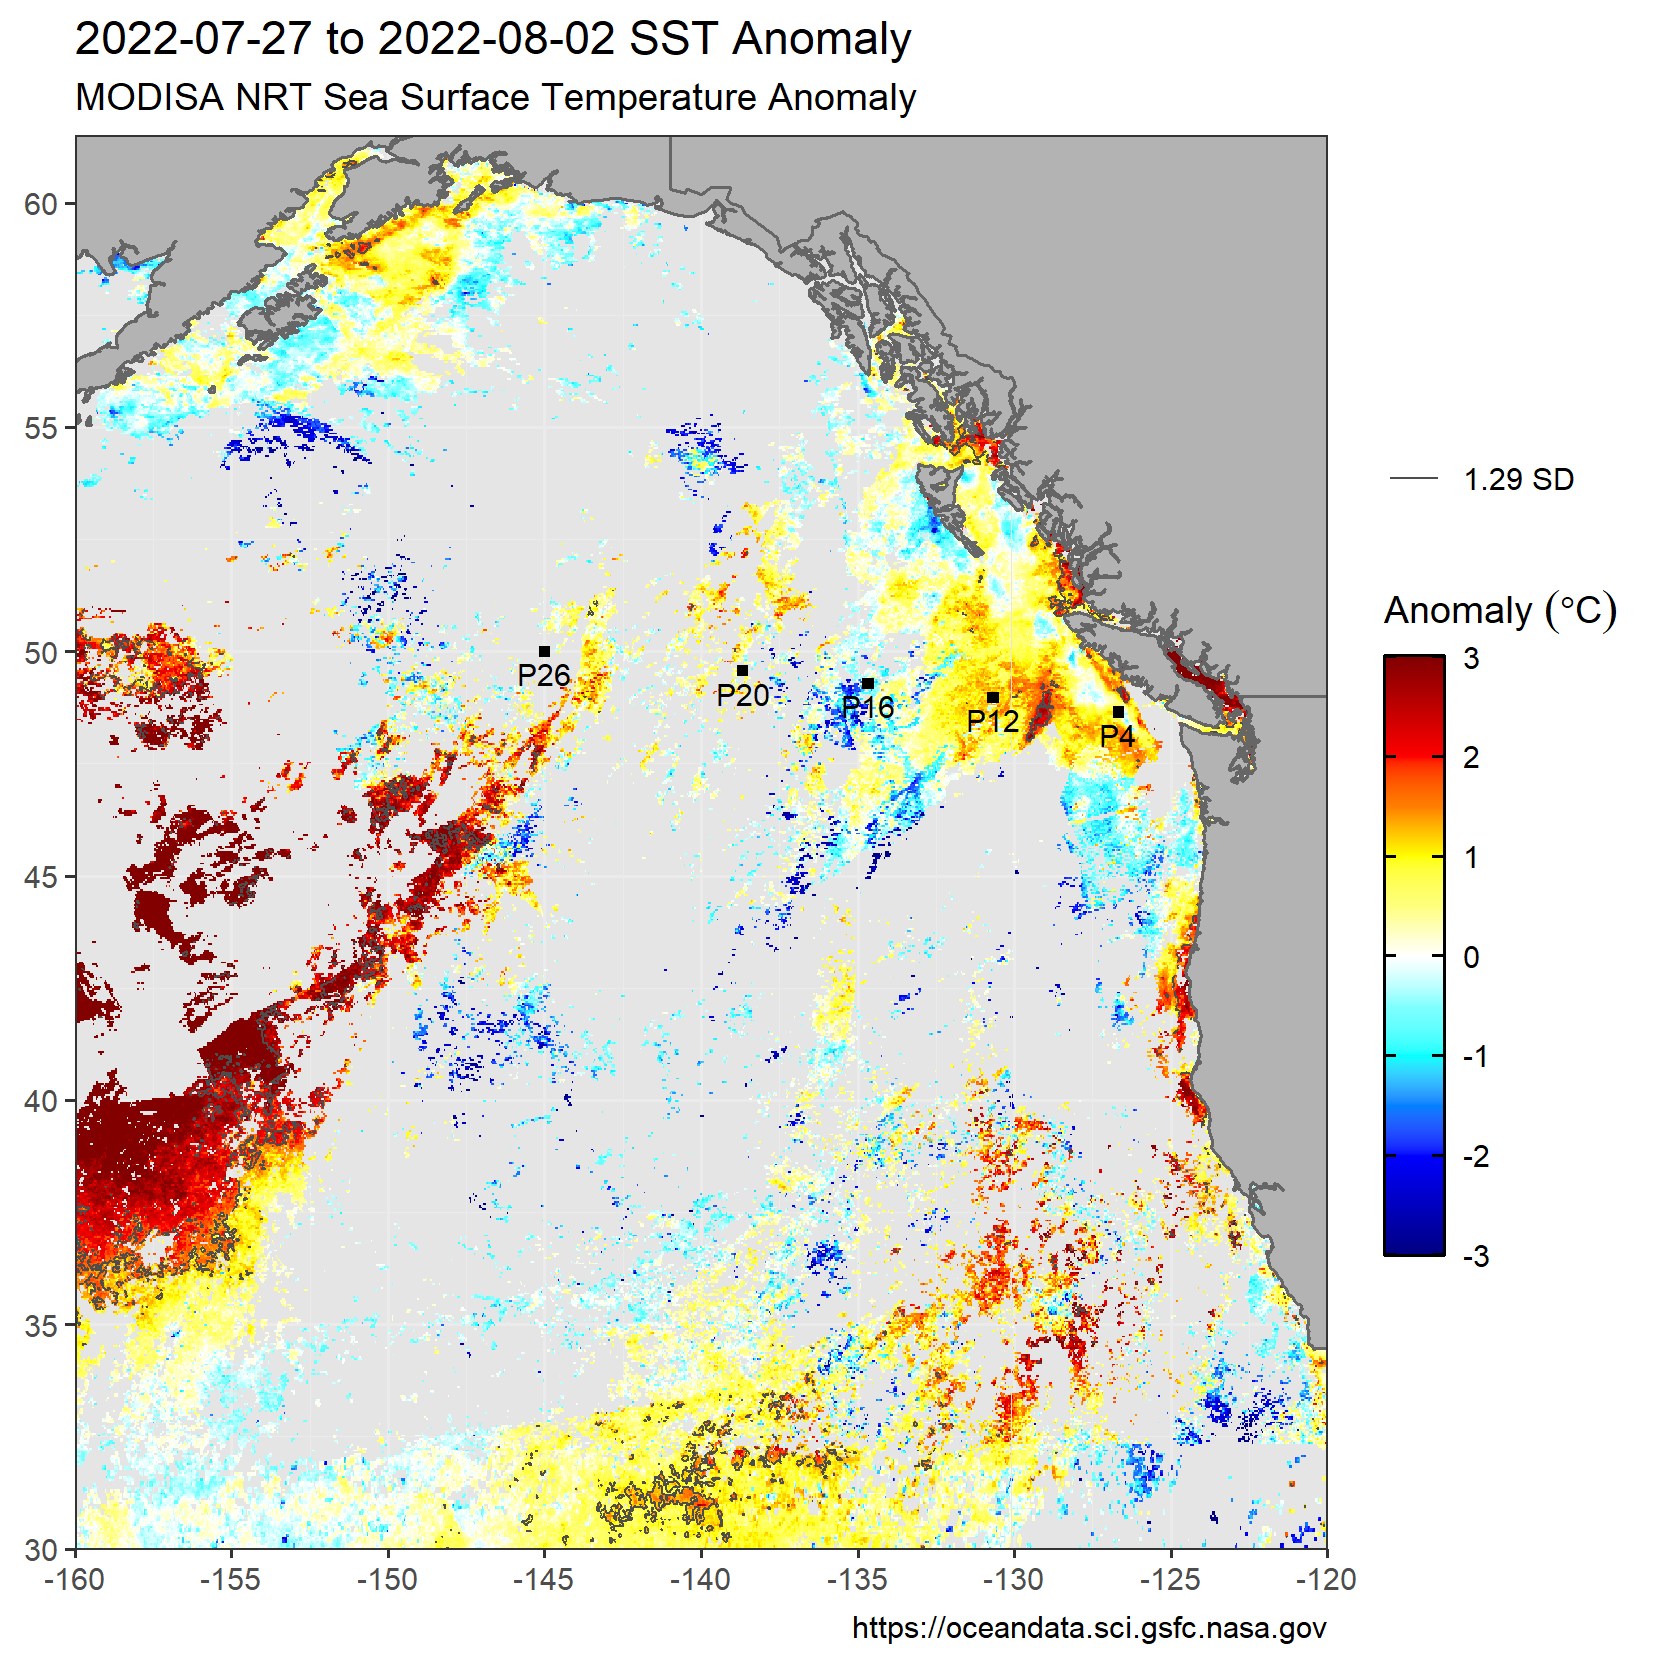 2022-07-27 to 2022-08-02 SST Anomaly
MODISA NRT Sea Surface Temperature Anomaly
60
55
50
45
40
35
30
-160
-155
-150
-145
-140
-135
-130
-125
-120
P26
P20
P16
P12
P4
1.29 SD
Anomaly (°C)
3
2
1
0
-1
-2
-3
https://oceandata.sci.gsfc.nasa.gov